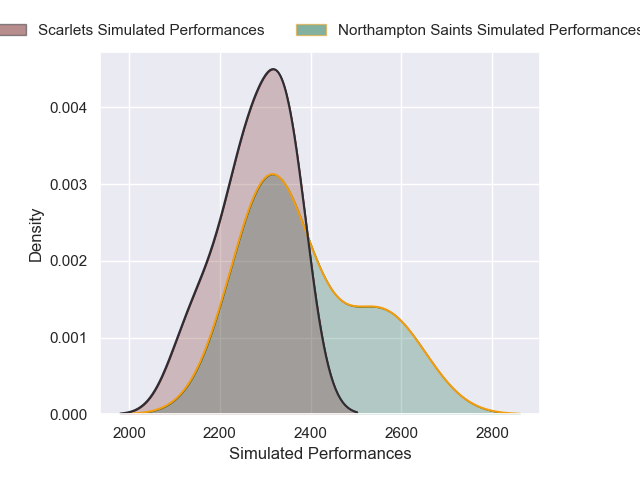 Scarlets Simulated Performances Northampton Saints Simulated Performances
0.004
0.003
Density
0.002
0.001
0.000
2000 2200 2400 2600 2800
Simulated Performances